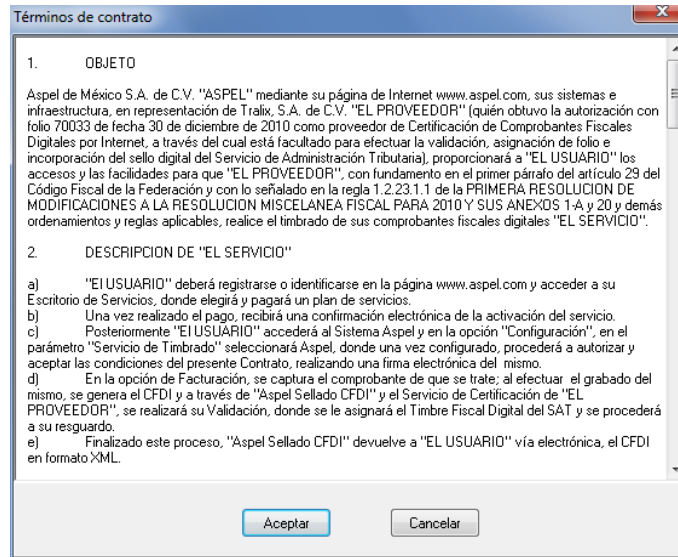 Términos de contrato
1. OBJETO
Aspel de México S.A. de C.V. "ASPEL" mediante su página de Internet www.aspel.com, sus sistemas e
infraestructura, en representación de Tralix, S.A. de C.V. "EL PROVEEDOR" (quién obtuvo la autorización con
folio 70033 de fecha 30 de diciembre de 2010 como proveedor de Certificación de Comprobantes Fiscales
Digitales por Internet, a través del cual está facultado para efectuar la validación, asignación de folio e
incorporación del sello digital del Servicio de Administración Tributaria), proporcionará a "EL USUARIO" los
accesos y las facilidades para que "EL PROVEEDOR", con fundamento en el primer párrafo del artículo 29 del
Código Fiscal de la Federación y con lo señalado en la regla 1.2.23.1.1 de la PRIMERA RESOLUCION DE
MODIFICACIONES A LA RESOLUCION MISCELANEA FISCAL PARA 2010 Y SUS ANEXOS 1-A y 20 y demás
ordenamientos y reglas aplicables, realice el timbrado de sus comprobantes fiscales digitales "EL SERVICIO".
2. DESCRIPCION DE "EL SERVICIO"
a) "El USUARIO" deberá registrarse o identificarse en la página www.aspel.com y acceder a su
Escritorio de Servicios, donde elegirá y pagará un plan de servicios.
b) Una vez realizado el pago, recibirá una confirmación electrónica de la activación del servicio.
c) Posteriormente "El USUARIO" accederá al Sistema Aspel y en la opción "Configuración", en el
parámetro "Servicio de Timbrado" seleccionará Aspel, donde una vez configurado, procederá a autorizar y
aceptar las condiciones del presente Contrato, realizando una firma electrónica del mismo.
d) En la opción de Facturación, se captura el comprobante de que se trate; al efectuar el grabado del
mismo, se genera el CFDI y a través de "Aspel Sellado CFDI" y el Servicio de Certificación de "EL
PROVEEDOR", se realizará su Validación, donde se le asignará el Timbre Fiscal Digital del SAT y se procederá
a su resguardo.
e) Finalizado este proceso, "Aspel Sellado CFDI" devuelve a "EL USUARIO" vía electrónica, el CFDI
en formato XML.
Aceptar Cancelar